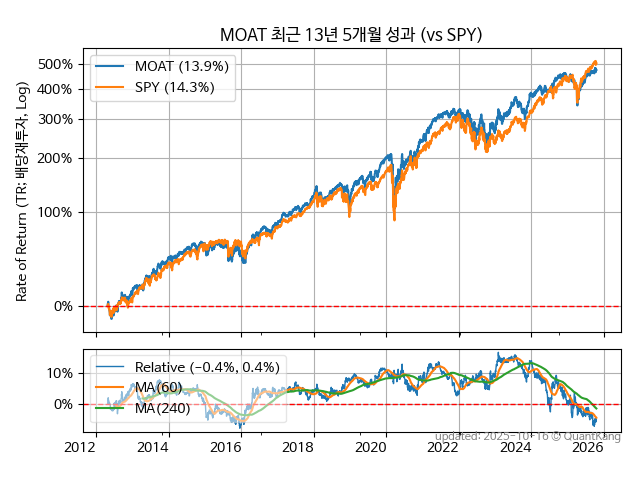 MOAT 최근 13년 5개월 성과 (vs SPY)
Rate of Return (TR: 배당재투자, Log)
500%
400%
300%
200%
100%
0%
MOAT (13.9%)
SPY (14.3%)
10%
0%
Relative (−0.4%, 0.4%)
MA(60)
MA(240)
updated: 2025-10-16 © QuantKang
2012 2014 2016 2018 2020 2022 2024 2026